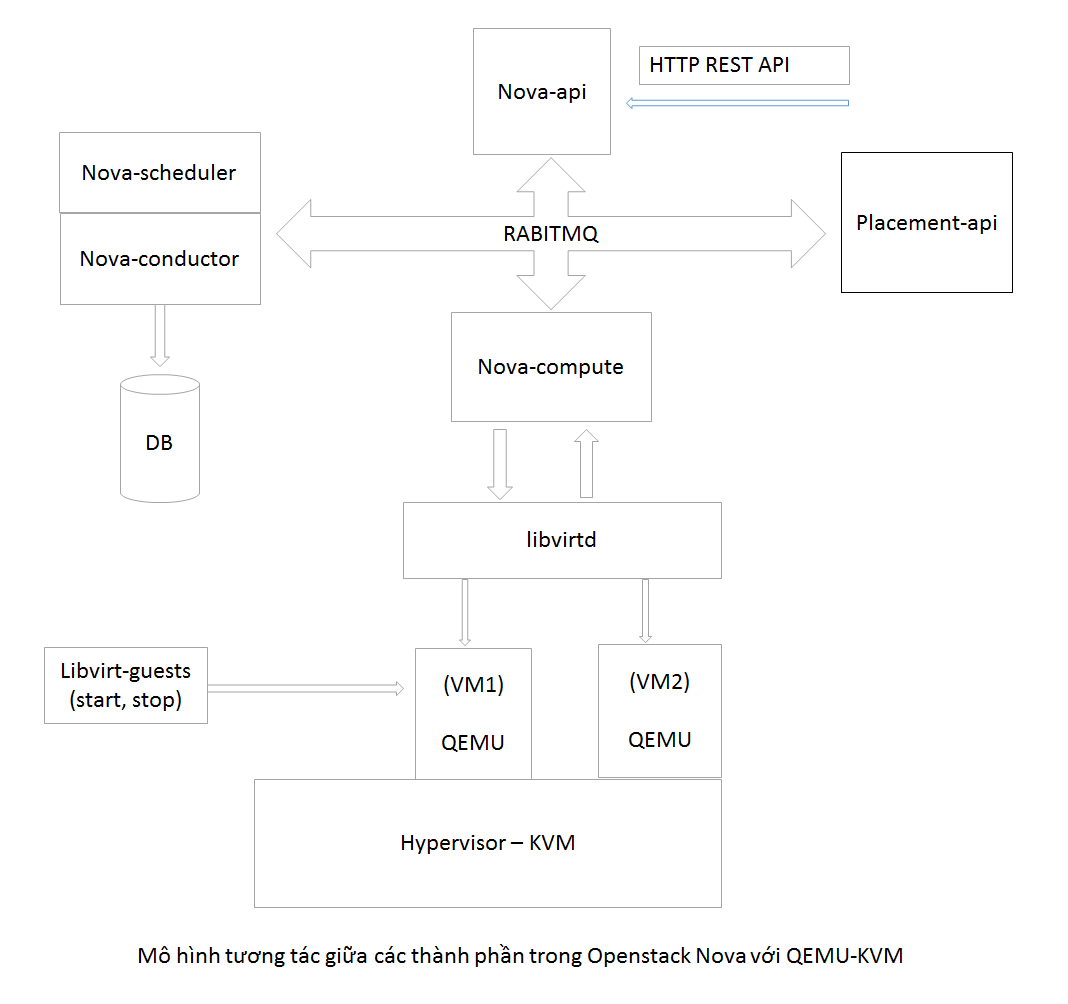 HTTP REST API
Nova-api
Nova-scheduler
Placement-api
RABITMQ
Nova-conductor
Nova-compute
DB
libvirtd
Libvirt-guests
(start, stop)
(VM1)
QEMU
(VM2)
QEMU
Hypervisor – KVM
Mô hình tương tác giữa các thành phần trong Openstack Nova với QEMU-KVM